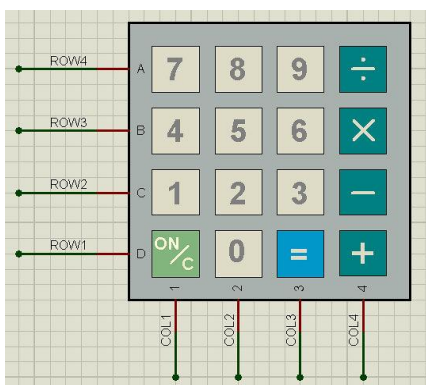 ROW4 A 7 8 9 ÷
ROW3 B 4 5 6 ×
ROW2 C 1 2 3 −
ROW1 D ON/C 0 = +
1 2 3 4
COL1 COL2 COL3 COL4